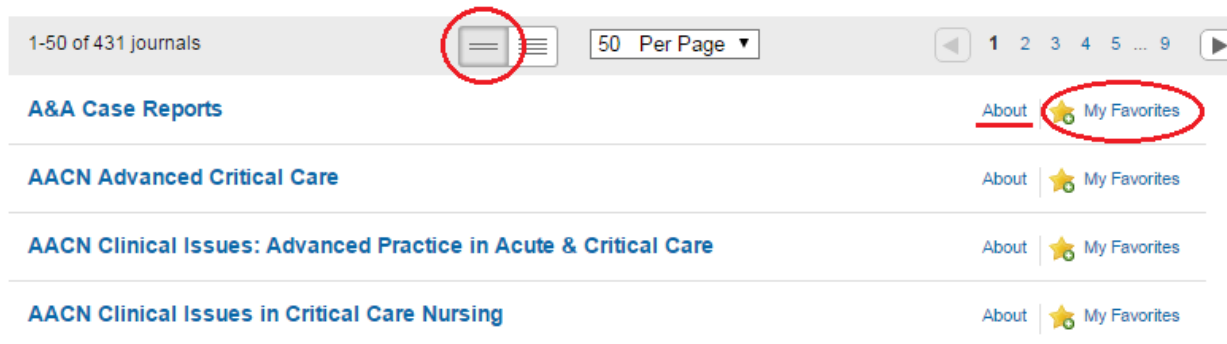 1-50 of 431 journals 50 Per Page ▼ 1 2 3 4 5 ... 9
A&A Case Reports About My Favorites
AACN Advanced Critical Care About My Favorites
AACN Clinical Issues: Advanced Practice in Acute & Critical Care About My Favorites
AACN Clinical Issues in Critical Care Nursing About My Favorites